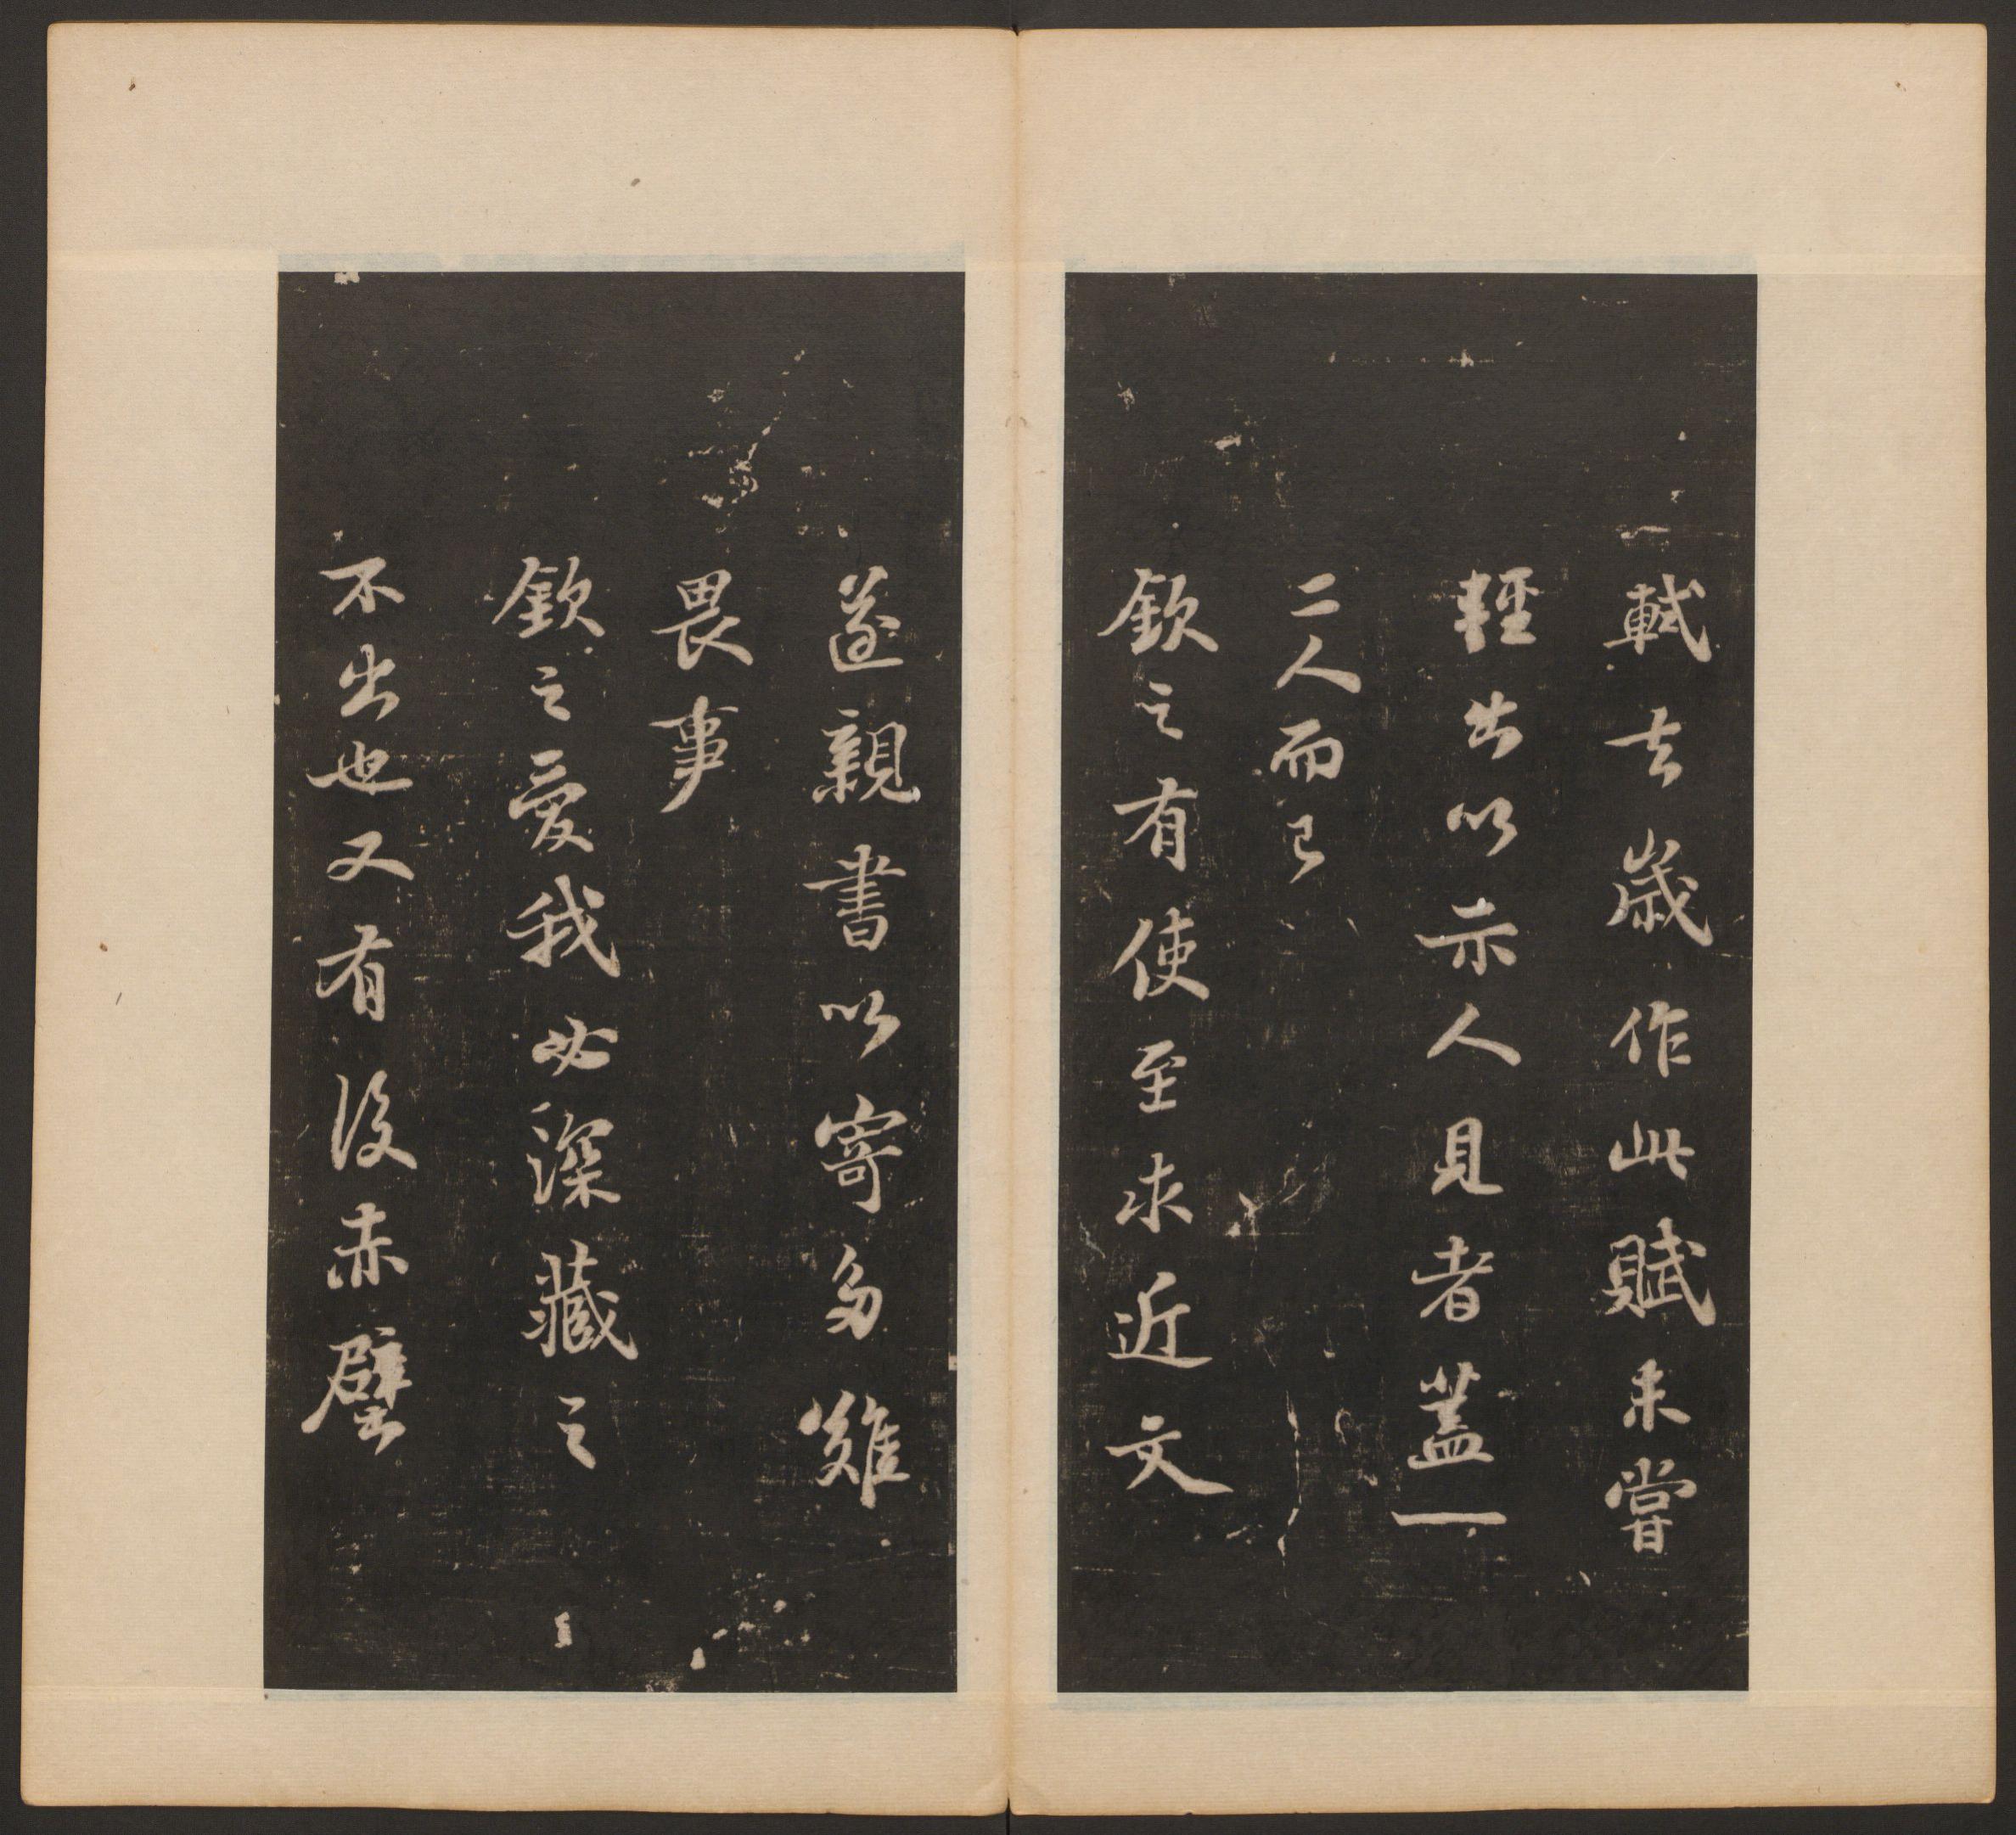 軾去歲作此賦未嘗
輕出以示人見者蓋一
二人而已
欽之有使至求近文
遂親書以寄多難
畏事
欽之愛我必深藏之
不出也又有後赤壁